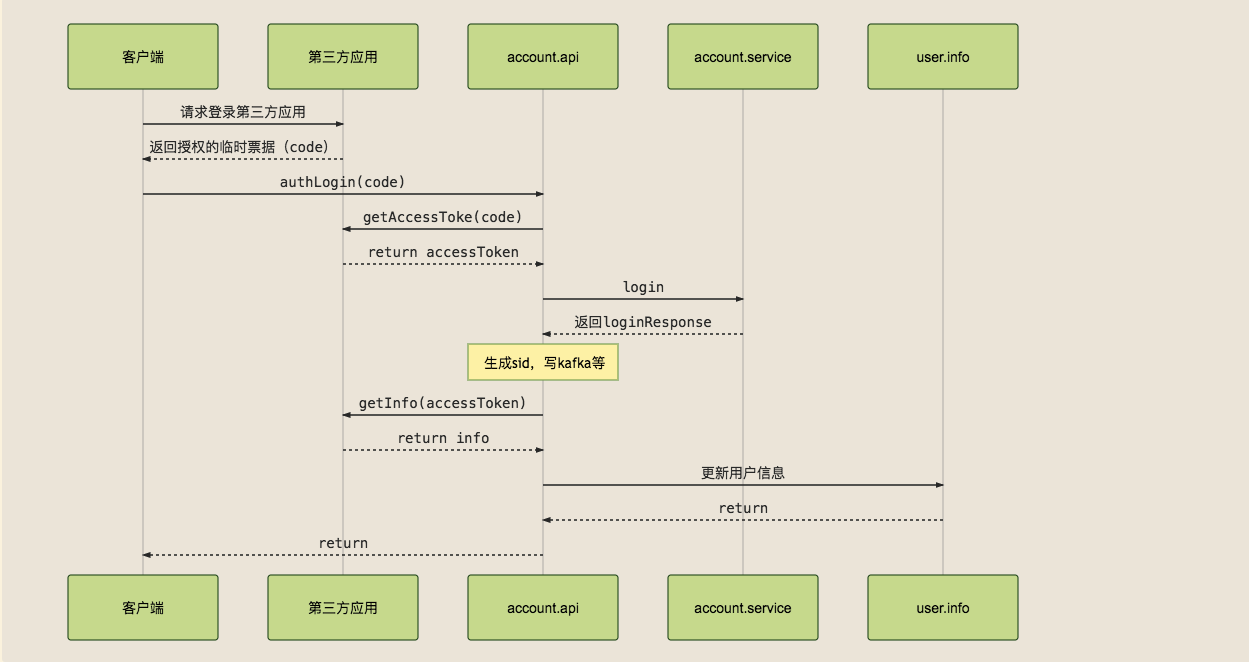 客户端
第三方应用
account.api
account.service
user.info
请求登录第三方应用
返回授权的临时票据（code）
authLogin(code)
getAccessToke(code)
return accessToken
login
返回loginResponse
生成sid，写kafka等
getInfo(accessToken)
return info
更新用户信息
return
return
客户端
第三方应用
account.api
account.service
user.info